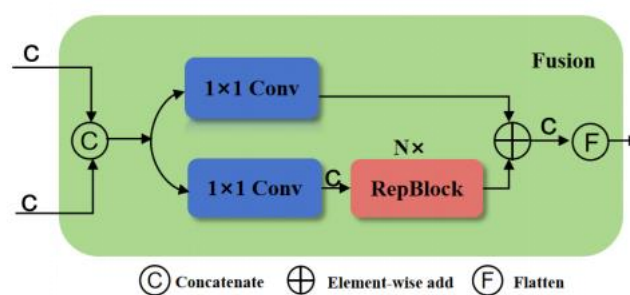 C
Fusion
1×1 Conv
C
N×
C
1×1 Conv
C
RepBlock
F
C
C Concatenate
Element-wise add
F Flatten